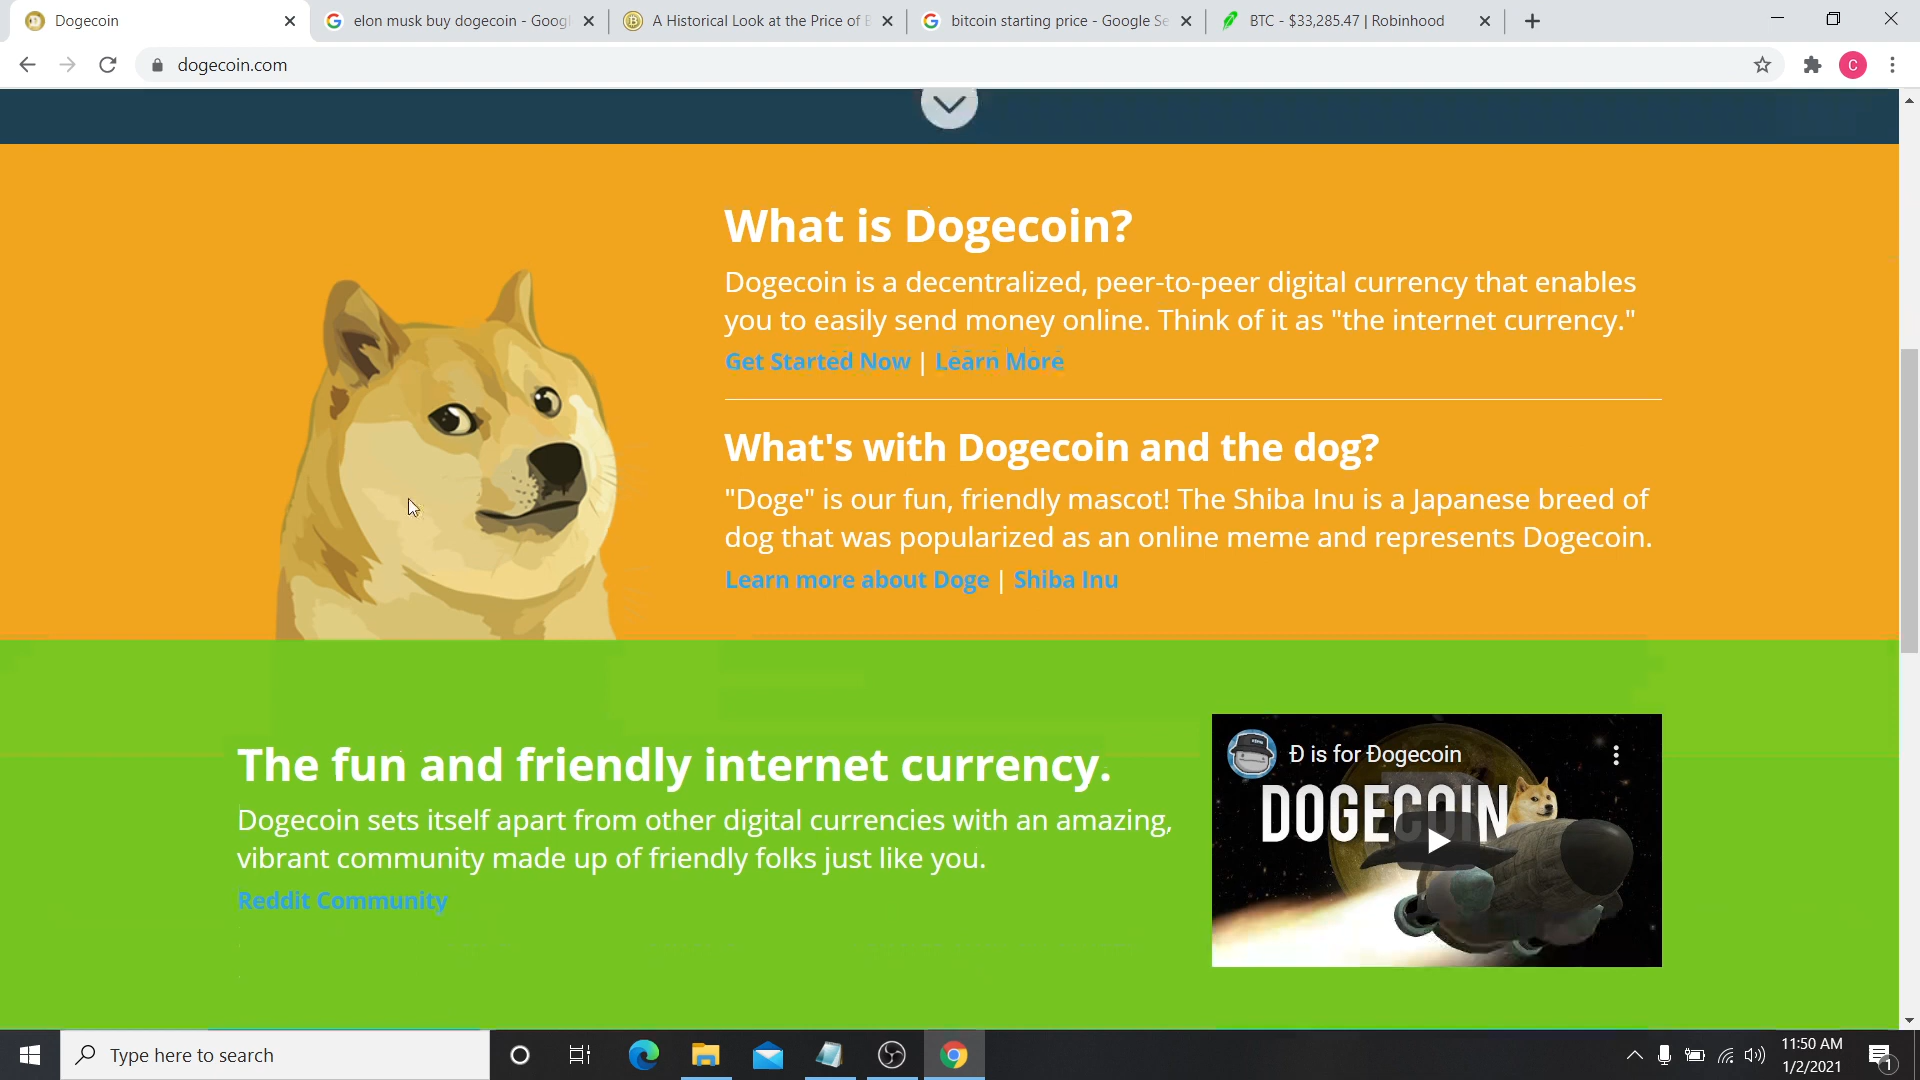 Dogecoin
elon musk buy dogecoin - Googl
A Historical Look at the Price of B
bitcoin starting price - Google Se
BTC - $33,285.47 | Robinhood
dogecoin.com
C
What is Dogecoin?
Dogecoin is a decentralized, peer-to-peer digital currency that enables
you to easily send money online. Think of it as "the internet currency."
Get Started Now | Learn More
What's with Dogecoin and the dog?
"Doge" is our fun, friendly mascot! The Shiba Inu is a Japanese breed of
dog that was popularized as an online meme and represents Dogecoin.
Learn more about Doge | Shiba Inu
The fun and friendly internet currency.
Dogecoin sets itself apart from other digital currencies with an amazing,
vibrant community made up of friendly folks just like you.
Reddit Community
Ð is for Ðogecoin
DOGECOIN
Type here to search
11:50 AM
1/2/2021
1